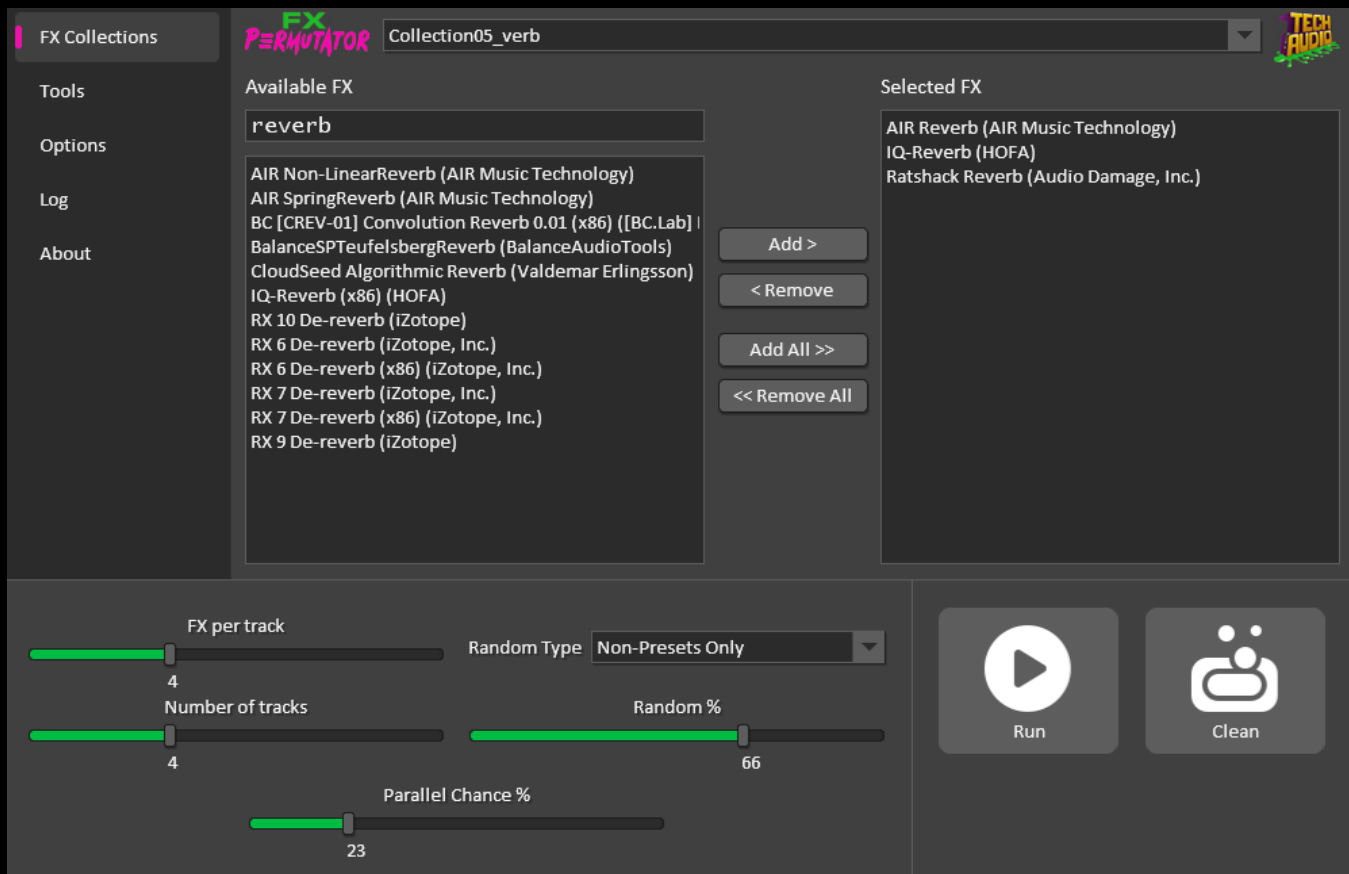 FX Collections
Tools
Options
Log
About
FX
PERMUTATOR
Collection05_verb
TECH
AUDIO
Available FX
reverb
AIR Non-LinearReverb (AIR Music Technology)
AIR SpringReverb (AIR Music Technology)
BC [CREV-01] Convolution Reverb 0.01 (x86) ([BC.Lab]
BalanceSPTeufelsbergReverb (BalanceAudioTools)
CloudSeed Algorithmic Reverb (Valdemar Erlingsson)
IQ-Reverb (x86) (HOFA)
RX 10 De-reverb (iZotope)
RX 6 De-reverb (iZotope, Inc.)
RX 6 De-reverb (x86) (iZotope, Inc.)
RX 7 De-reverb (iZotope, Inc.)
RX 7 De-reverb (x86) (iZotope, Inc.)
RX 9 De-reverb (iZotope)
Add >
< Remove
Add All >>
<< Remove All
Selected FX
AIR Reverb (AIR Music Technology)
IQ-Reverb (HOFA)
Ratshack Reverb (Audio Damage, Inc.)
FX per track
4
Number of tracks
4
Random Type
Non-Presets Only
Random %
66
Parallel Chance %
23
Run
Clean